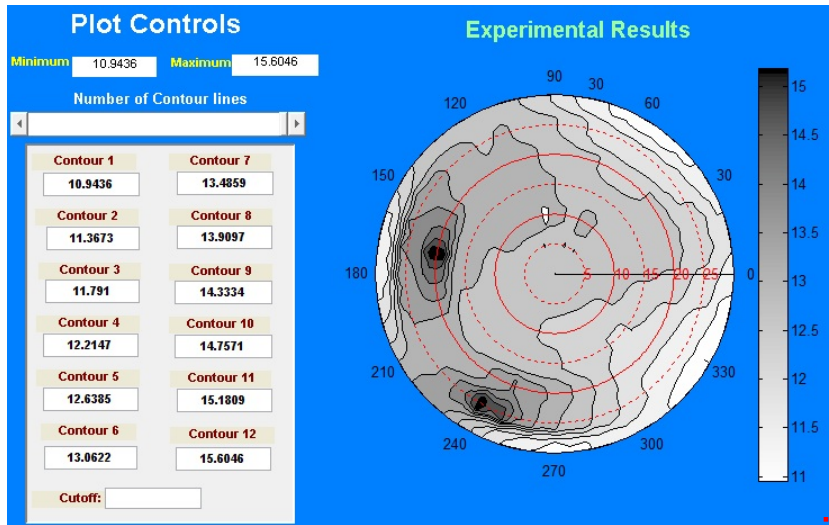 Plot Controls
Minimum 10.9436 Maximum 15.6046
Number of Contour lines
Contour 1 Contour 7
10.9436 13.4859
Contour 2 Contour 8
11.3673 13.9097
Contour 3 Contour 9
11.791 14.3334
Contour 4 Contour 10
12.2147 14.7571
Contour 5 Contour 11
12.6385 15.1809
Contour 6 Contour 12
13.0622 15.6046
Cutoff:
Experimental Results
90 30
120 60
150 30
180 5 10 15 20 25 0
210 330
240 300
270
15
14.5
14
13.5
13
12.5
12
11.5
11